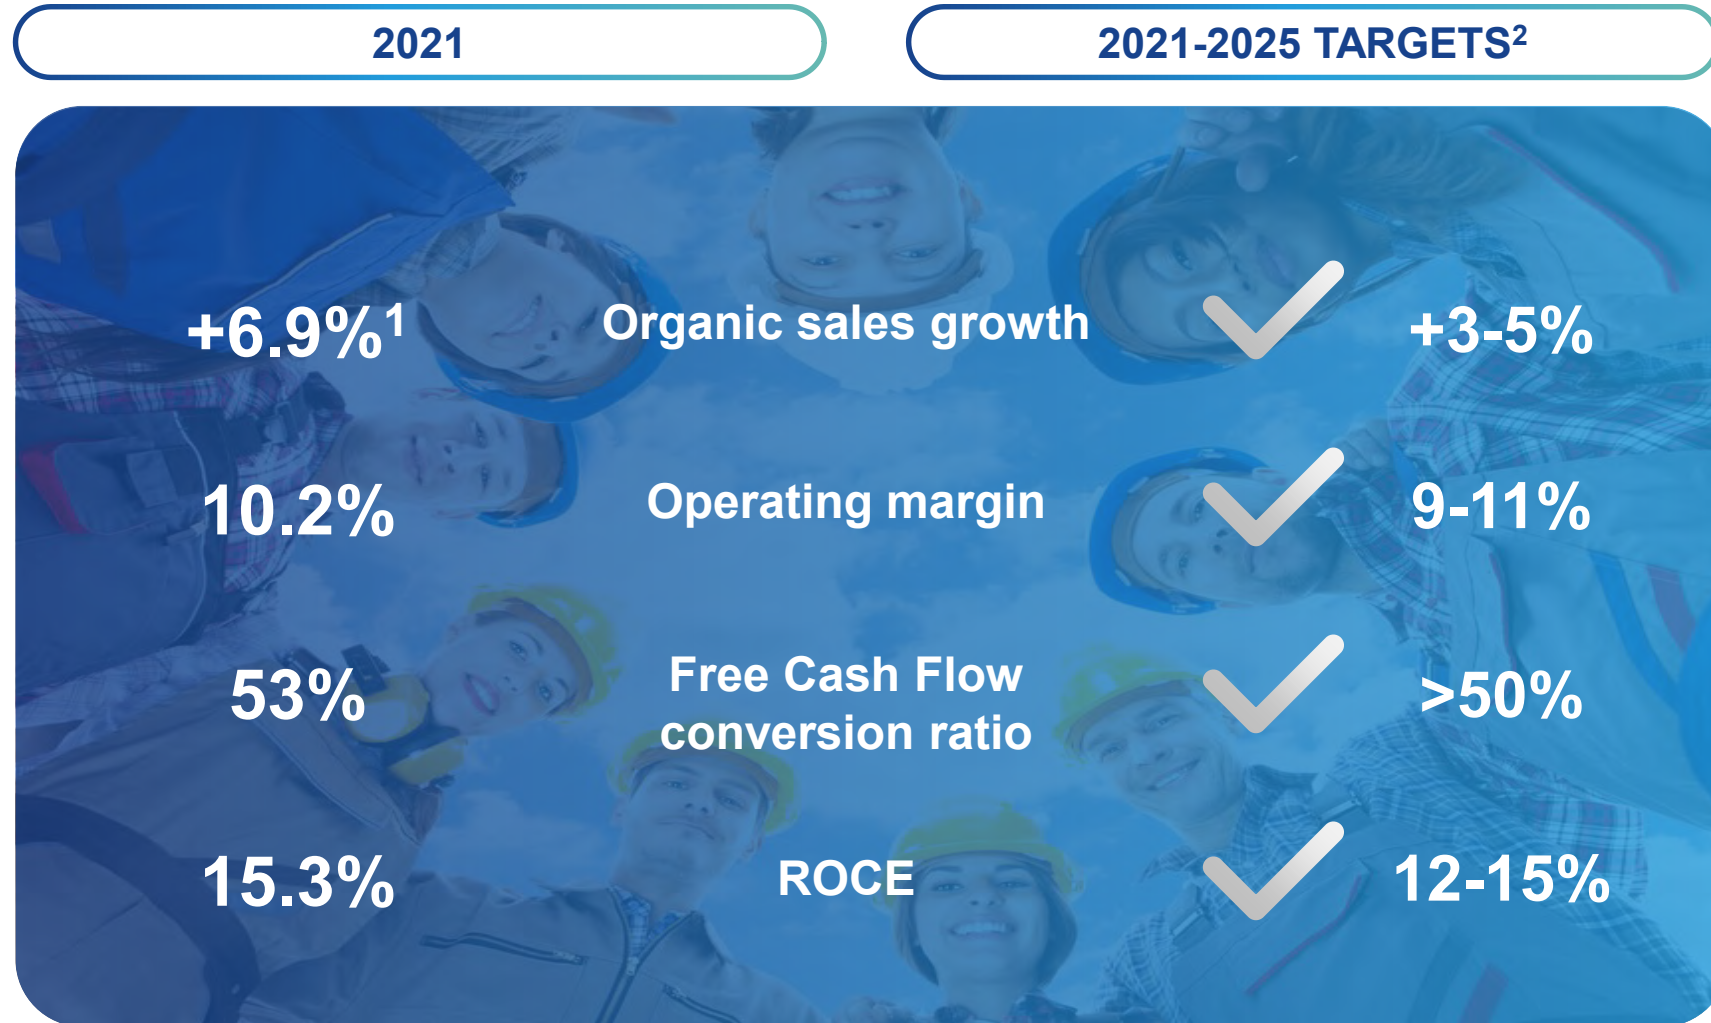 2021
2021-2025 TARGETS²
+6.9%¹
Organic sales growth
+3-5%
10.2%
Operating margin
9-11%
53%
Free Cash Flow
conversion ratio
>50%
15.3%
ROCE
12-15%